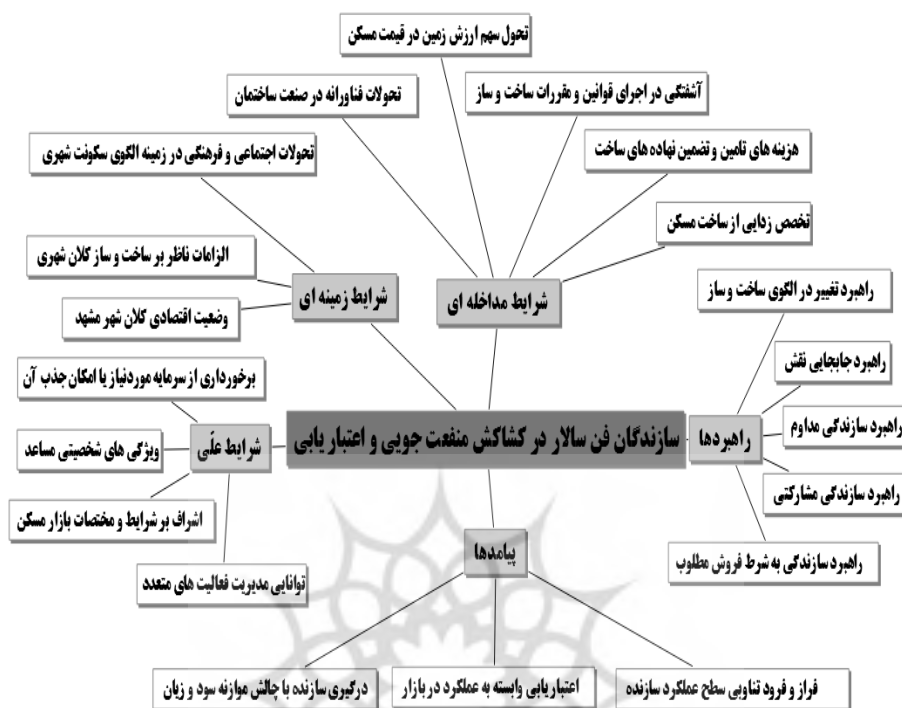 تحول سهم ارزش زمین در قیمت مسکن
آشفتگی در اجرای قوانین و مقررات ساخت و ساز
تحولات فناورانه در صنعت ساختمان
هزینه های تامین و تضمین نهاده های ساخت
تحولات اجتماعی و فرهنگی در زمینه الگوی سکونت شهری
تخصص زدایی از ساخت مسکن
الزامات ناظر بر ساخت و ساز کلان شهری
شرایط مداخله ای
شرایط زمینه ای
راهبرد تغییر در الگوی ساخت و ساز
وضعیت اقتصادی کلان شهر مشهد
راهبرد جابجایی نقش
برخورداری از سرمایه موردنیاز یا امکان جذب آن
راهبرد سازندگی مداوم
راهبردها
سازندگان فن سالار در کشاکش منفعت جویی و اعتبار یابی
شرایط علّی
ویژگی های شخصیتی مساعد
راهبرد سازندگی مشارکتی
اشراف بر شرایط و مختصات بازار مسکن
پیامدها
راهبرد سازندگی به شرط فروش مطلوب
توانایی مدیریت فعالیت های متعدد
فراز و فرود تناوبی سطح عملکرد سازنده
اعتباریابی وابسته به عملکرد در بازار
درگیری سازنده با چالش موازنه سود و زیان